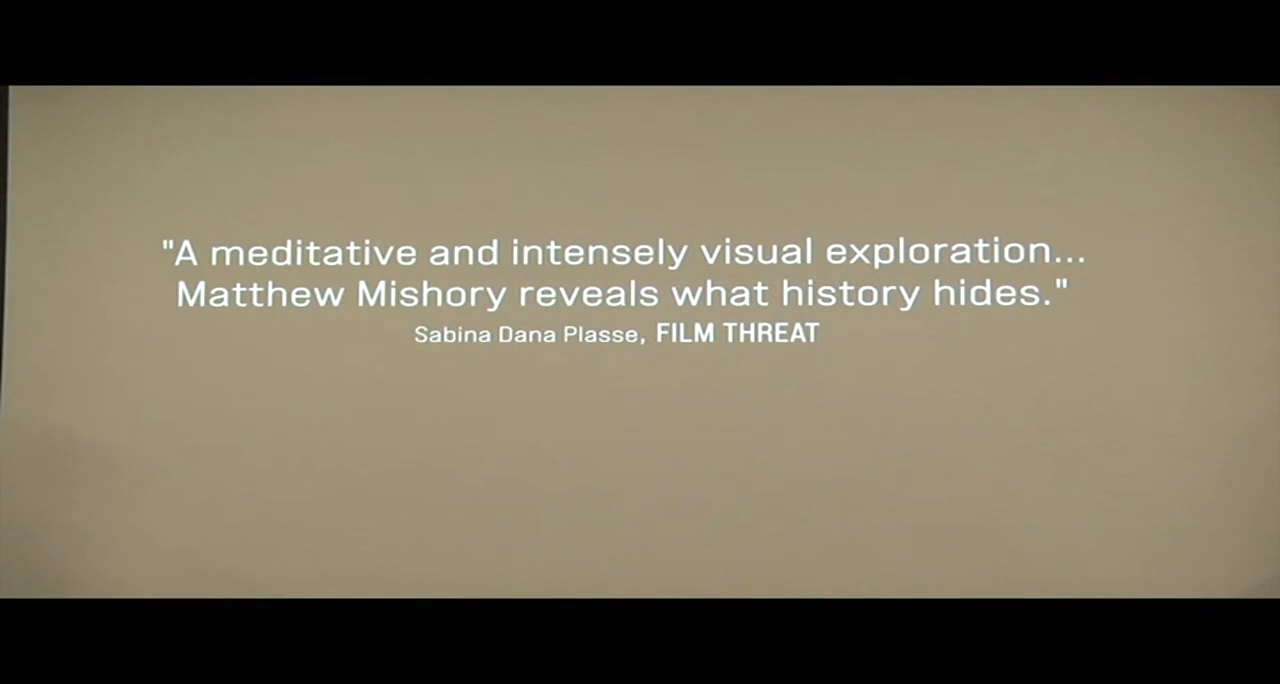 "A meditative and intensely visual exploration...
Matthew Mishory reveals what history hides."
Sabina Dana Plasse, FILM THREAT